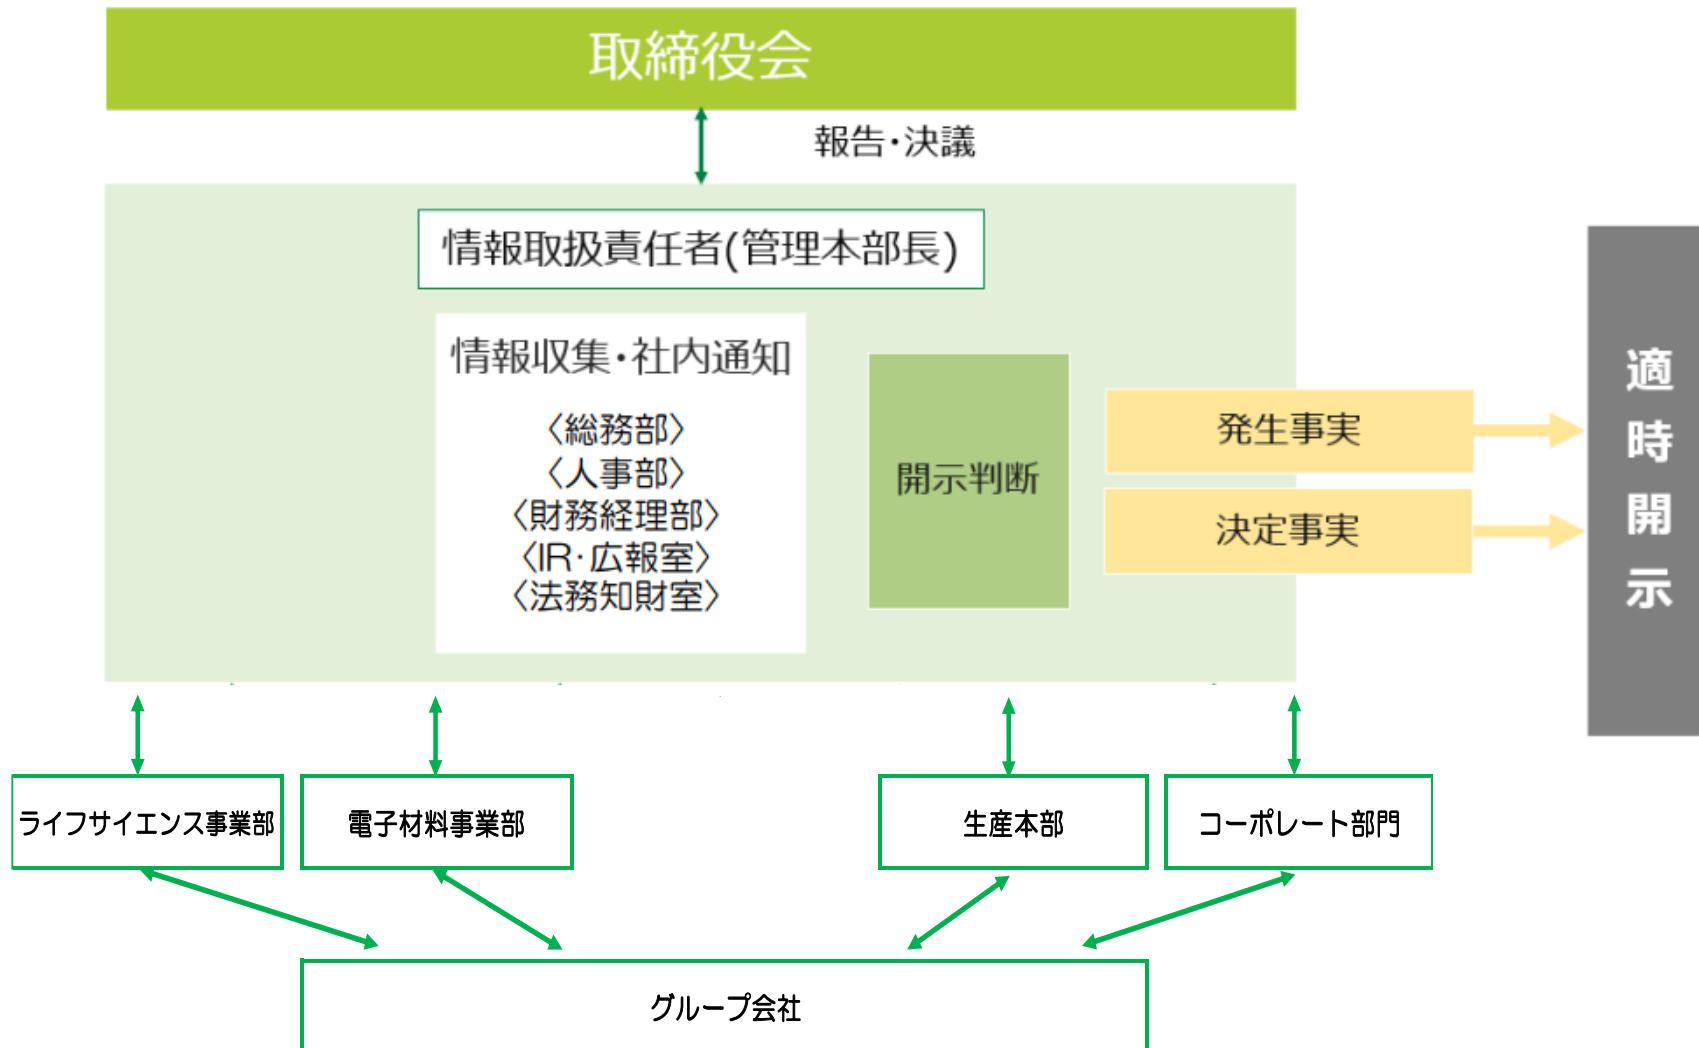 取締役会
報告・決議
情報取扱責任者(管理本部長)
情報収集・社内通知
〈総務部〉
〈人事部〉
〈財務経理部〉
〈IR・広報室〉
〈法務知財室〉
開示判断
発生事実
決定事実
適時開示
ライフサイエンス事業部
電子材料事業部
生産本部
コーポレート部門
グループ会社